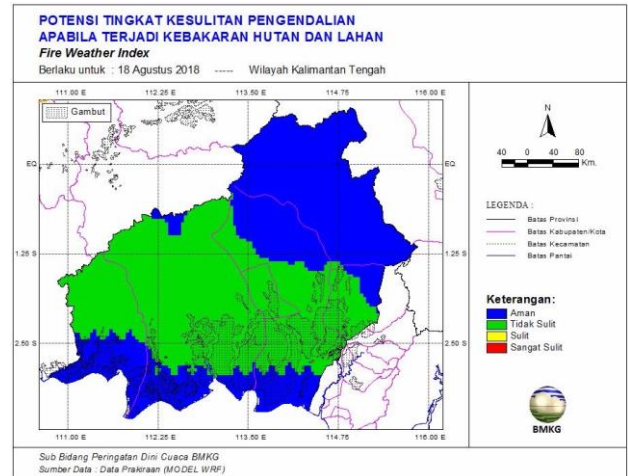 POTENSI TINGKAT KESULITAN PENGENDALIAN
APABILA TERJADI KEBAKARAN HUTAN DAN LAHAN
Fire Weather Index
Berlaku untuk : 18 Agustus 2018 ----- Wilayah Kalimantan Tengah
111.00 E 112.25 E 113.50 E 114.75 116.00 E
Gambut
EQ EQ
1.25 S 1.25 S
2.50 S 2.50 S
111.00 E 112.25 E 113.50 E 114.75 116.00 E
N
40 0 40 80
Km.
LEGENDA :
Batas Provinsi
Batas Kabupaten/Kota
Batas Kecamatan
Batas Pantai
Keterangan:
Aman
Tidak Sulit
Sulit
Sangat Sulit
BMKG
Sub Bidang Peringatan Dini Cuaca BMKG
Sumber Data : Data Prakiraan (MODEL WRF)